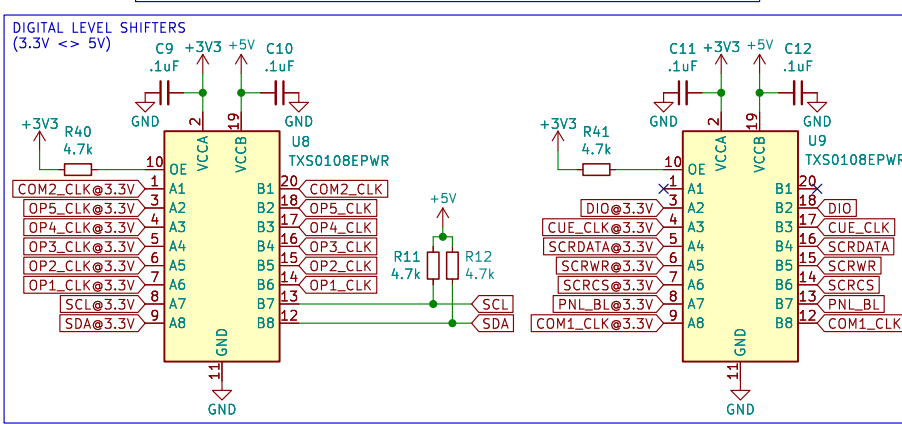 DIGITAL LEVEL SHIFTERS
(3.3V <> 5V)
C9
.1uF
+3V3
+5V
C10
.1uF
GND
GND
+3V3
R40
4.7k
U8
TXS0108EPWR
2
VCCA
19
VCCB
10
OE
COM2_CLK@3.3V 1 A1 B1 20 COM2_CLK
OP5_CLK@3.3V 3 A2 B2 18 OP5_CLK
OP4_CLK@3.3V 4 A3 B3 17 OP4_CLK
OP3_CLK@3.3V 5 A4 B4 16 OP3_CLK
OP2_CLK@3.3V 6 A5 B5 15 OP2_CLK
OP1_CLK@3.3V 7 A6 B6 14 OP1_CLK
SCL@3.3V 8 A7 B7 13 SCL
SDA@3.3V 9 A8 B8 12 SDA
GND
11
GND
+5V
R11
4.7k
R12
4.7k
C11
.1uF
+3V3
+5V
C12
.1uF
GND
GND
+3V3
R41
4.7k
U9
TXS0108EPWR
2
VCCA
19
VCCB
10
OE
1 A1 B1 20
DIO@3.3V 3 A2 B2 18 DIO
CUE_CLK@3.3V 4 A3 B3 17 CUE_CLK
SCRDATA@3.3V 5 A4 B4 16 SCRDATA
SCRWR@3.3V 6 A5 B5 15 SCRWR
SCRCS@3.3V 7 A6 B6 14 SCRCS
PNL_BL@3.3V 8 A7 B7 13 PNL_BL
COM1_CLK@3.3V 9 A8 B8 12 COM1_CLK
GND
11
GND